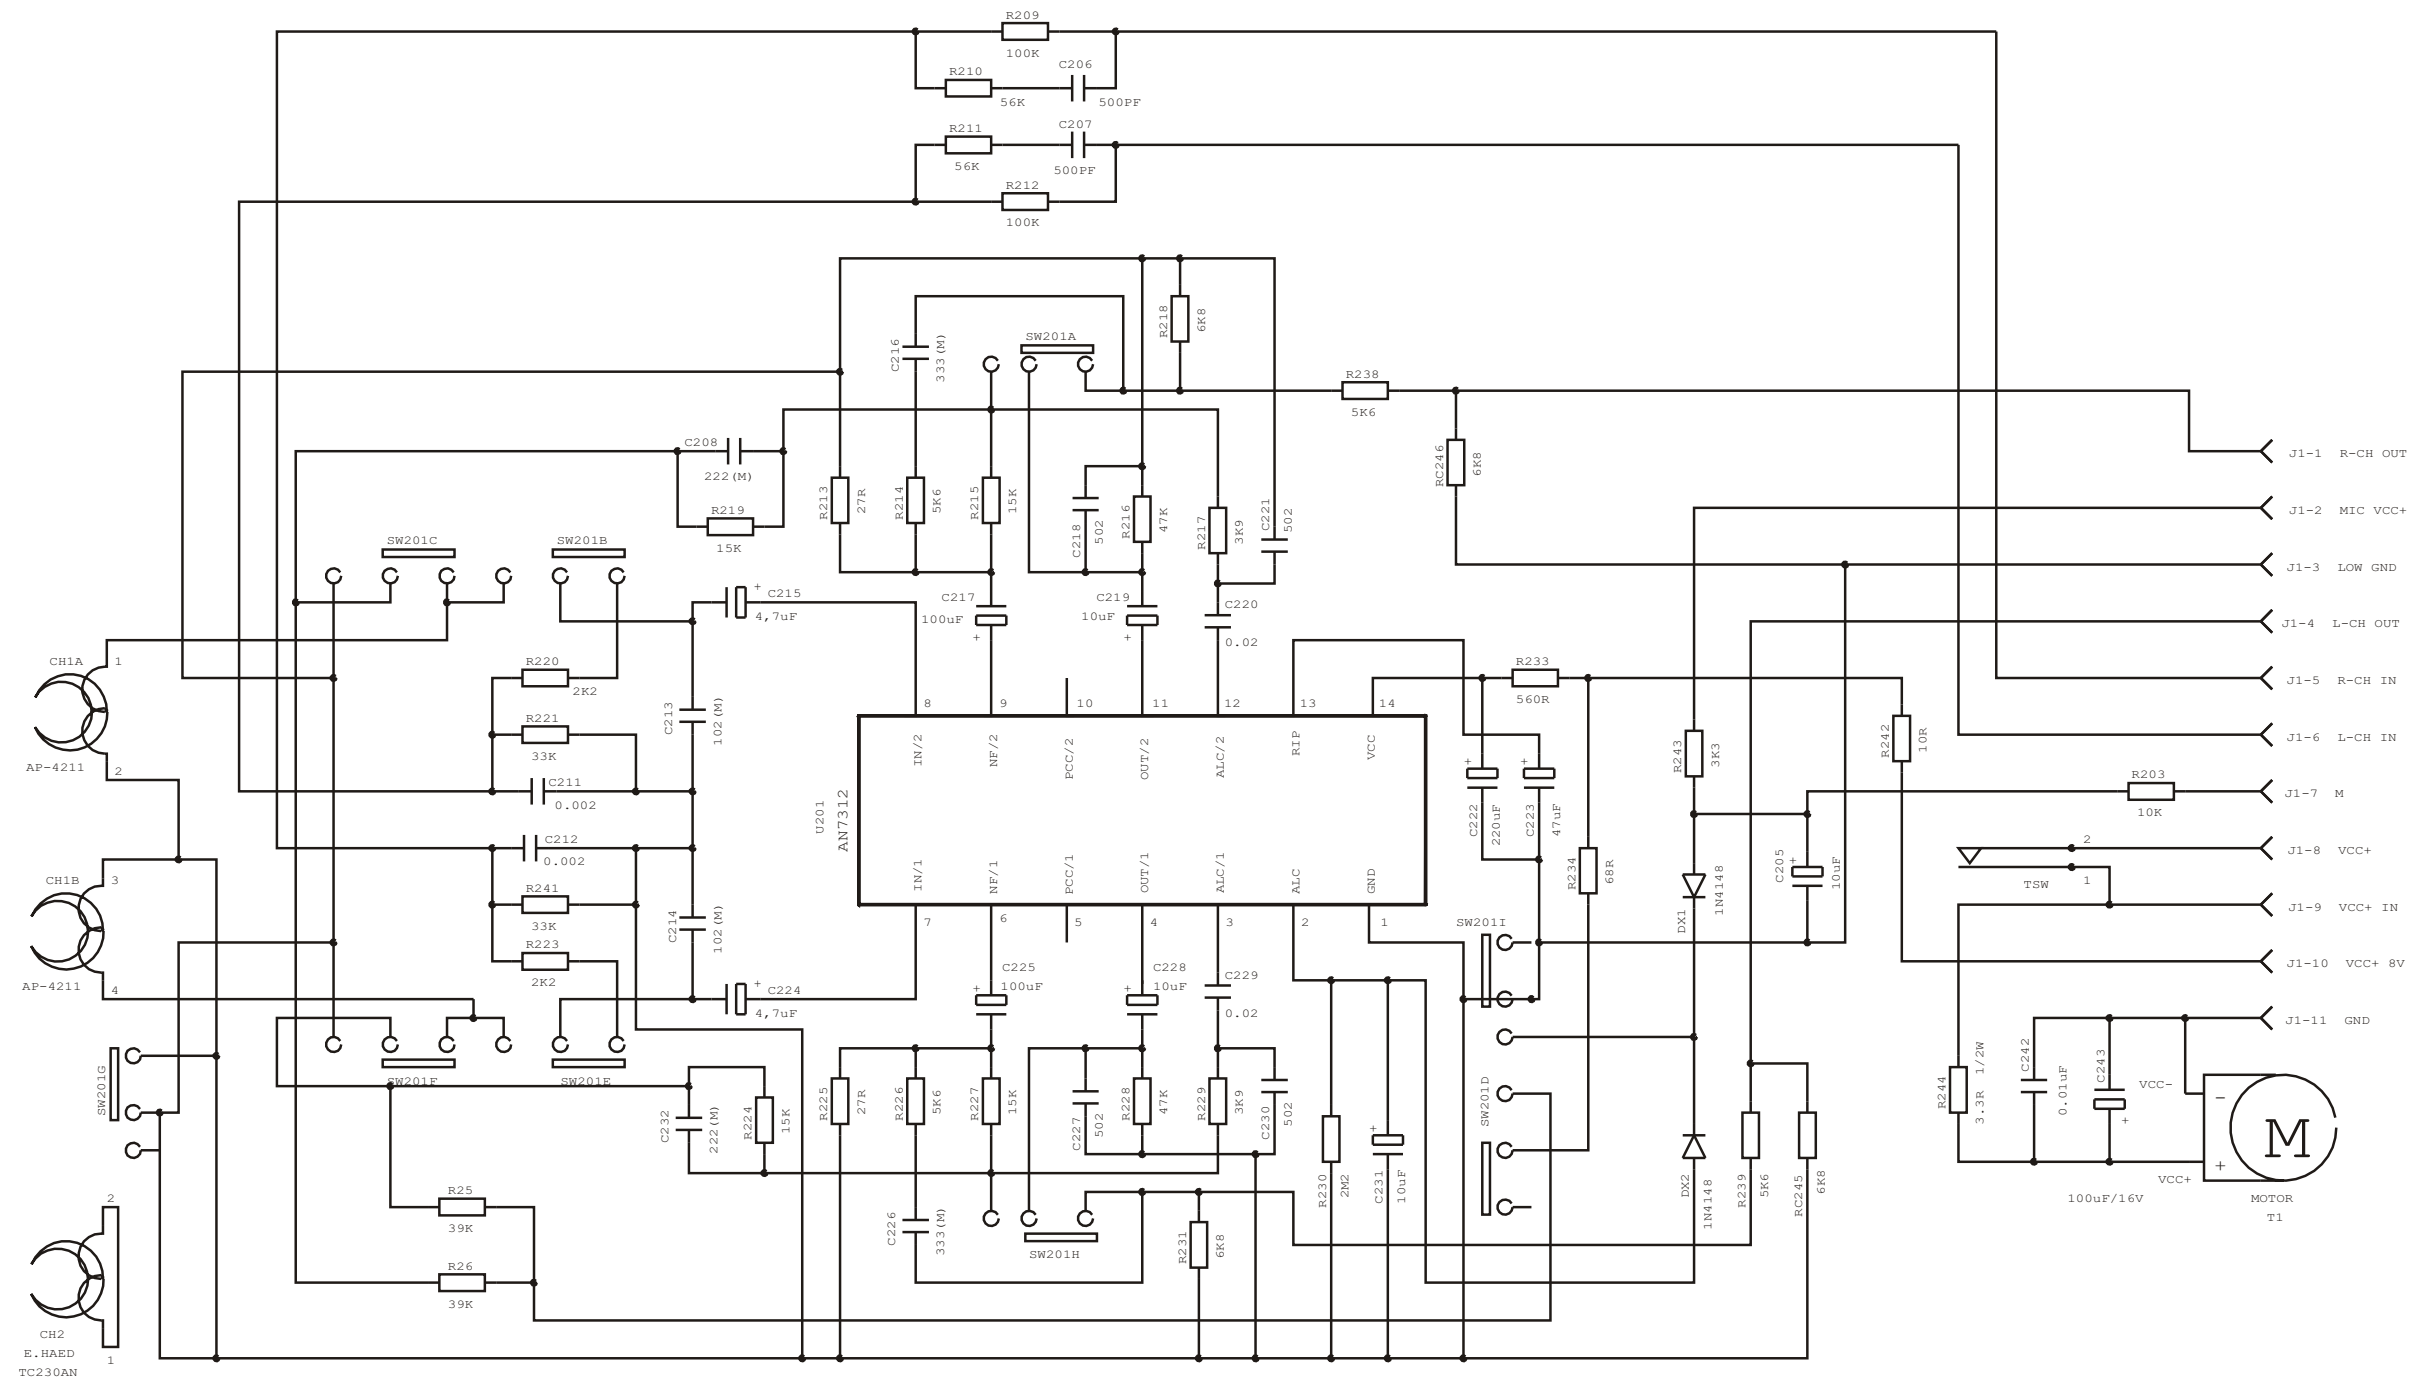 R209
100K
R210
56K
C206
500PF
R211
56K
C207
500PF
R212
100K
C216
333(M)
SW201A
R218
6K8
R238
5K6
RC246
6K8
C208
222(M)
R219
15K
R213
27R
R214
5K6
R215
15K
C218
502
R216
47K
R217
3K9
C221
502
SW201C
SW201B
C215
4,7uF
C217
100uF
+
C219
10uF
+
C220
0.02
CH1A
1
2
AP-4211
R220
2K2
R221
33K
C211
0.002
C213
102(M)
C212
0.002
R241
33K
R223
2K2
C214
102(M)
CH1B
3
4
AP-4211
+
C224
4,7uF
+
U201
AN7312
8
9
10
11
12
13
14
IN/2
NF/2
PCC/2
OUT/2
ALC/2
RIP
VCC
IN/1
NF/1
PCC/1
OUT/1
ALC/1
ALC
GND
7
6
5
4
3
2
1
R233
560R
+
C222
220uF
+
C223
47uF
R234
68R
R243
3K3
DX1
1N4148
C205
+
10uF
R242
10R
R203
10K
TSW
2
1
J1-1 R-CH OUT
J1-2 MIC VCC+
J1-3 LOW GND
J1-4 L-CH OUT
J1-5 R-CH IN
J1-6 L-CH IN
J1-7 M
J1-8 VCC+
J1-9 VCC+ IN
J1-10 VCC+ 8V
J1-11 GND
SW201I
SW201D
SW201G
SW201F
SW201E
C225
100uF
+
C228
10uF
+
C229
0.02
C232
222(M)
R224
15K
R225
27R
R226
5K6
R227
15K
C227
502
R228
47K
R229
3K9
C230
502
R25
39K
R26
39K
C226
333(M)
SW201H
R231
6K8
R230
2M2
C231
10uF
+
DX2
1N4148
R239
5K6
RC245
6K8
R244
3.3R 1/2W
C242
0.01uF
C243
+
100uF/16V
VCC-
VCC+
−
+
M
MOTOR
T1
2
1
CH2
E.HAED
TC230AN